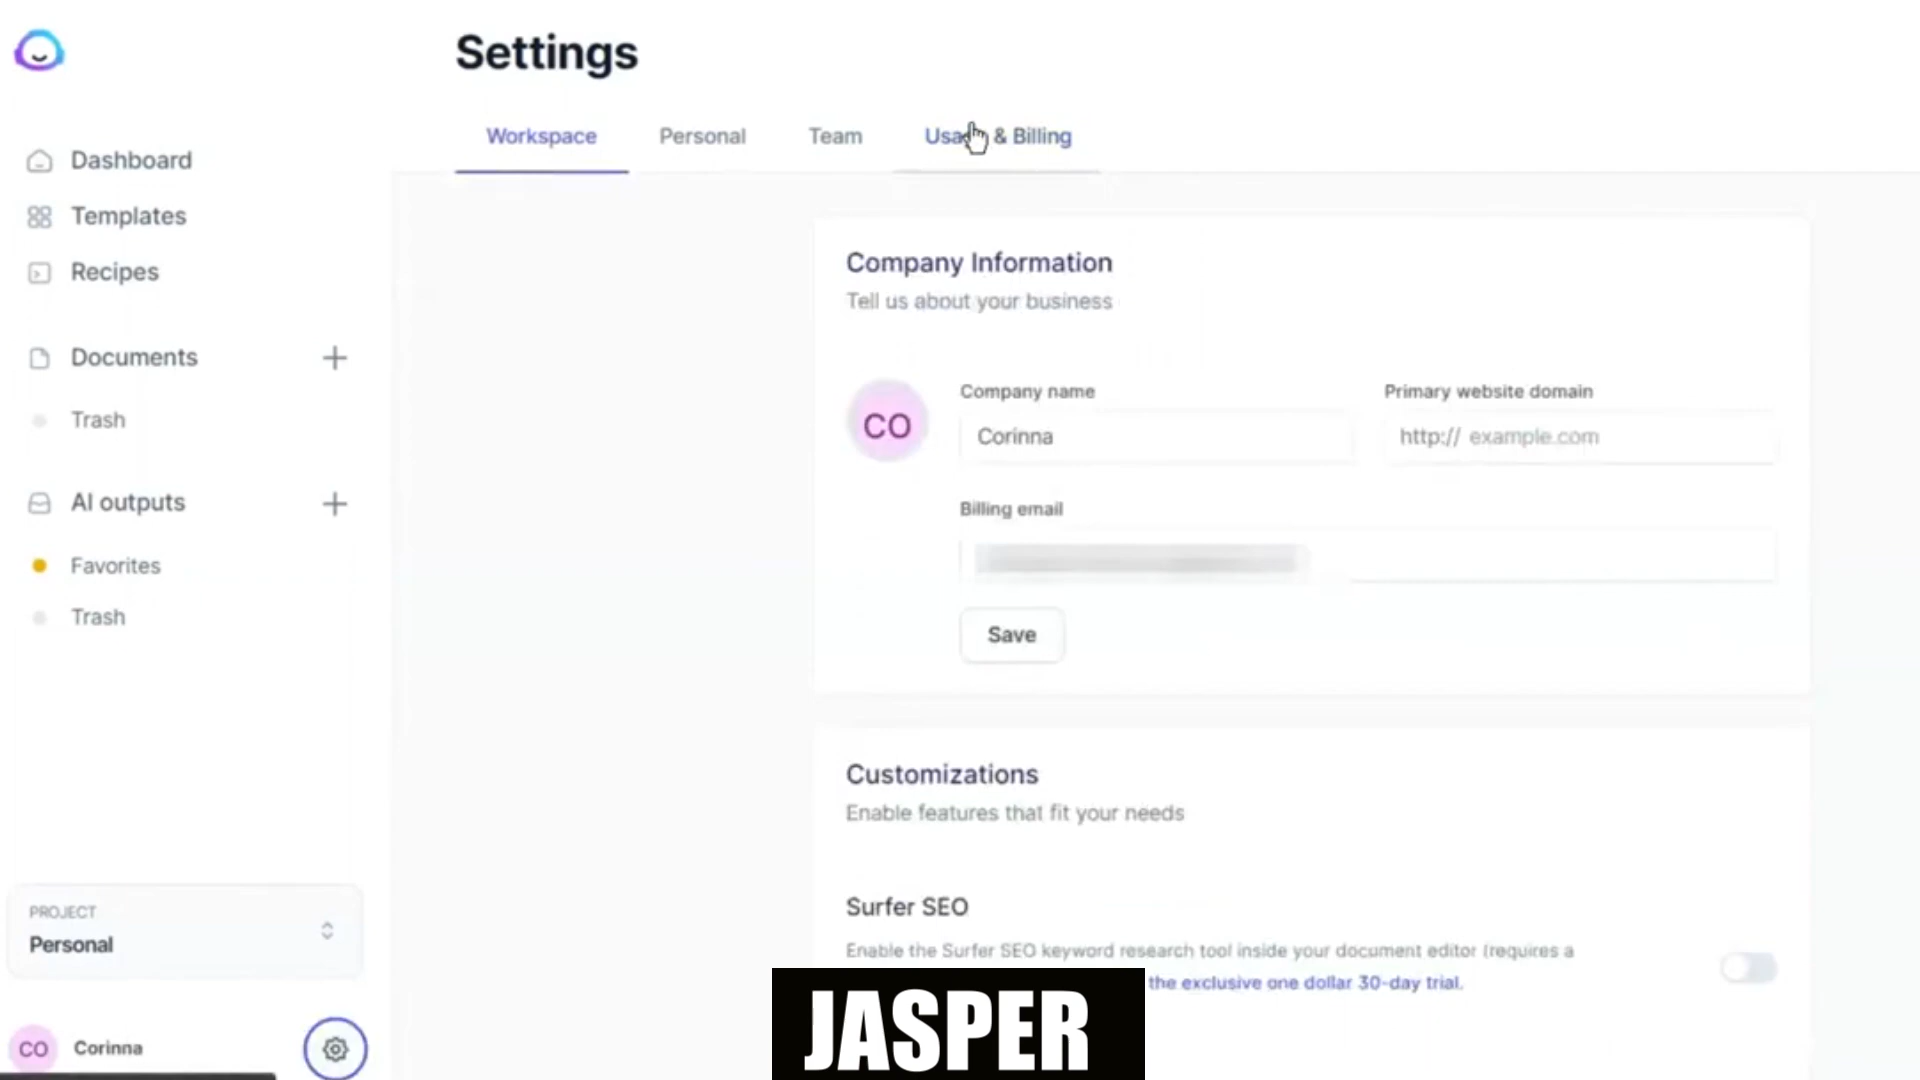 Settings
Workspace Personal Team Usage & Billing
Dashboard
Templates
Recipes
Documents
Trash
AI outputs
Favorites
Trash
PROJECT
Personal
CO Corinna
Company Information
Tell us about your business
CO
Company name
Corinna
Primary website domain
http:// example.com
Billing email
Save
Customizations
Enable features that fit your needs
Surfer SEO
Enable the Surfer SEO keyword research tool inside your document editor (requires a
the exclusive one dollar 30-day trial.
JASPER